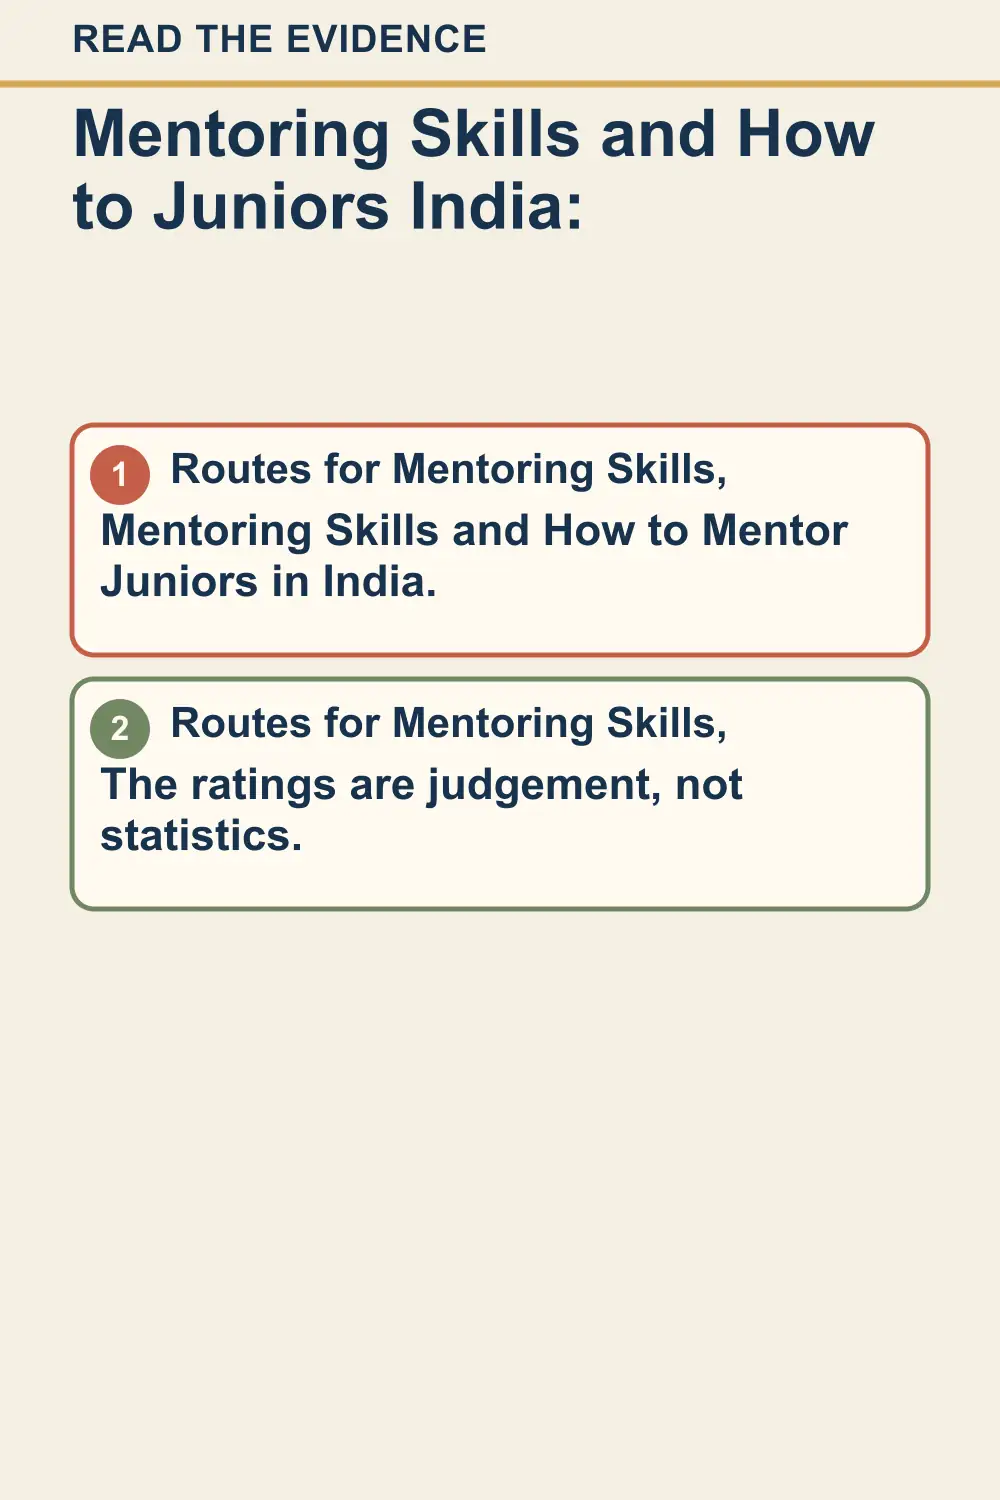 READ THE EVIDENCE
Mentoring Skills and How
to Juniors India:
1 Routes for Mentoring Skills,
Mentoring Skills and How to Mentor
Juniors in India.
2 Routes for Mentoring Skills,
The ratings are judgement, not
statistics.